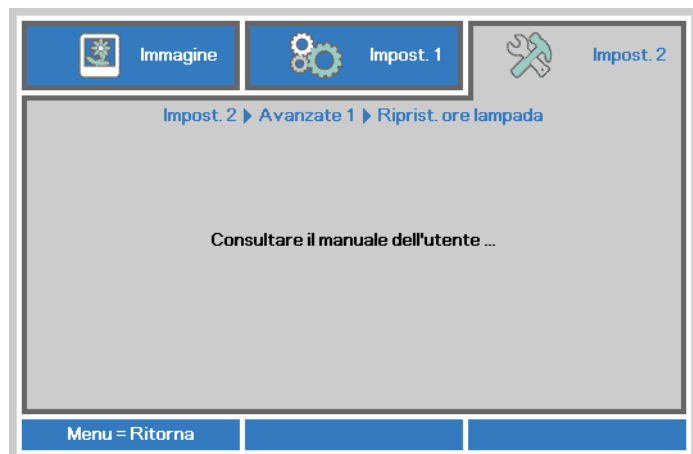 Immagine
Impost. 1
Impost. 2
Impost. 2 ▶ Avanzate 1 ▶ Riprist. ore lampada
Consultare il manuale dell'utente ...
Menu = Ritorna